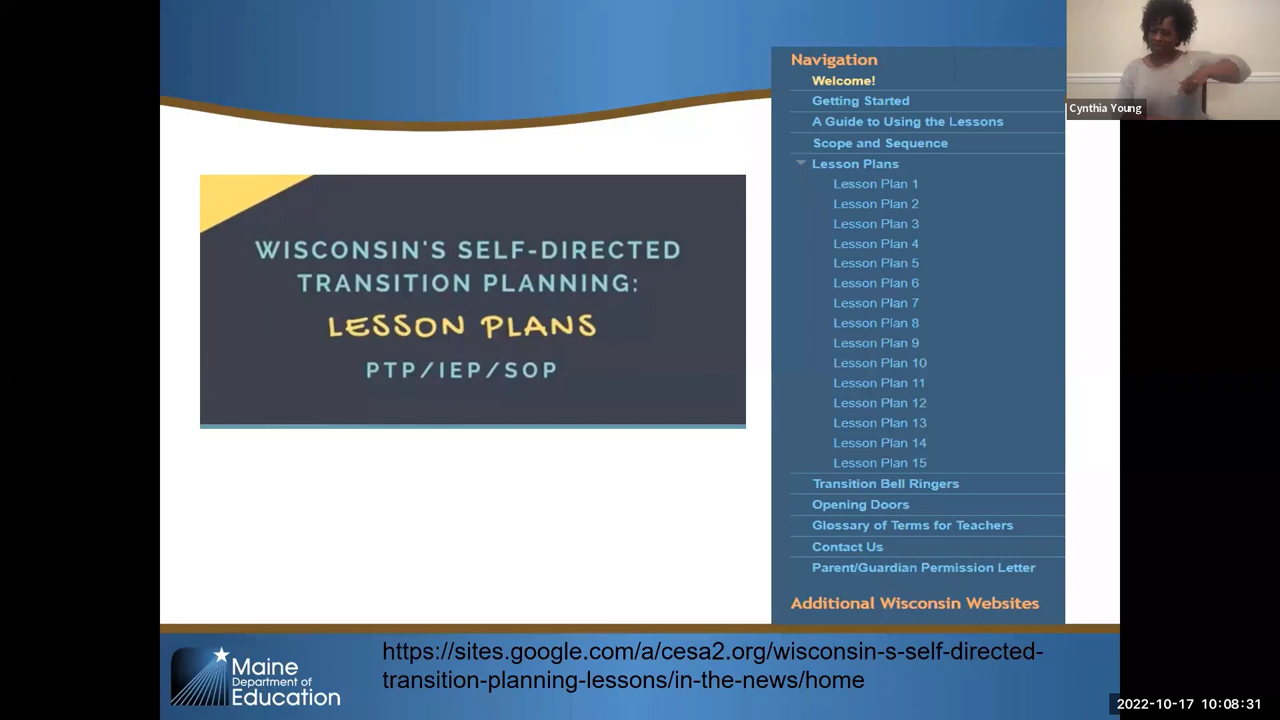 WISCONSIN'S SELF-DIRECTED
TRANSITION PLANNING:
LESSON PLANS
PTP/IEP/SOP
Navigation
Welcome!
Getting Started
A Guide to Using the Lessons
Scope and Sequence
Lesson Plans
Lesson Plan 1
Lesson Plan 2
Lesson Plan 3
Lesson Plan 4
Lesson Plan 5
Lesson Plan 6
Lesson Plan 7
Lesson Plan 8
Lesson Plan 9
Lesson Plan 10
Lesson Plan 11
Lesson Plan 12
Lesson Plan 13
Lesson Plan 14
Lesson Plan 15
Transition Bell Ringers
Opening Doors
Glossary of Terms for Teachers
Contact Us
Parent/Guardian Permission Letter
Additional Wisconsin Websites
Cynthia Young
Maine
Department of
Education
https://sites.google.com/a/cesa2.org/wisconsin-s-self-directed-
transition-planning-lessons/in-the-news/home
2022-10-17 10:08:31